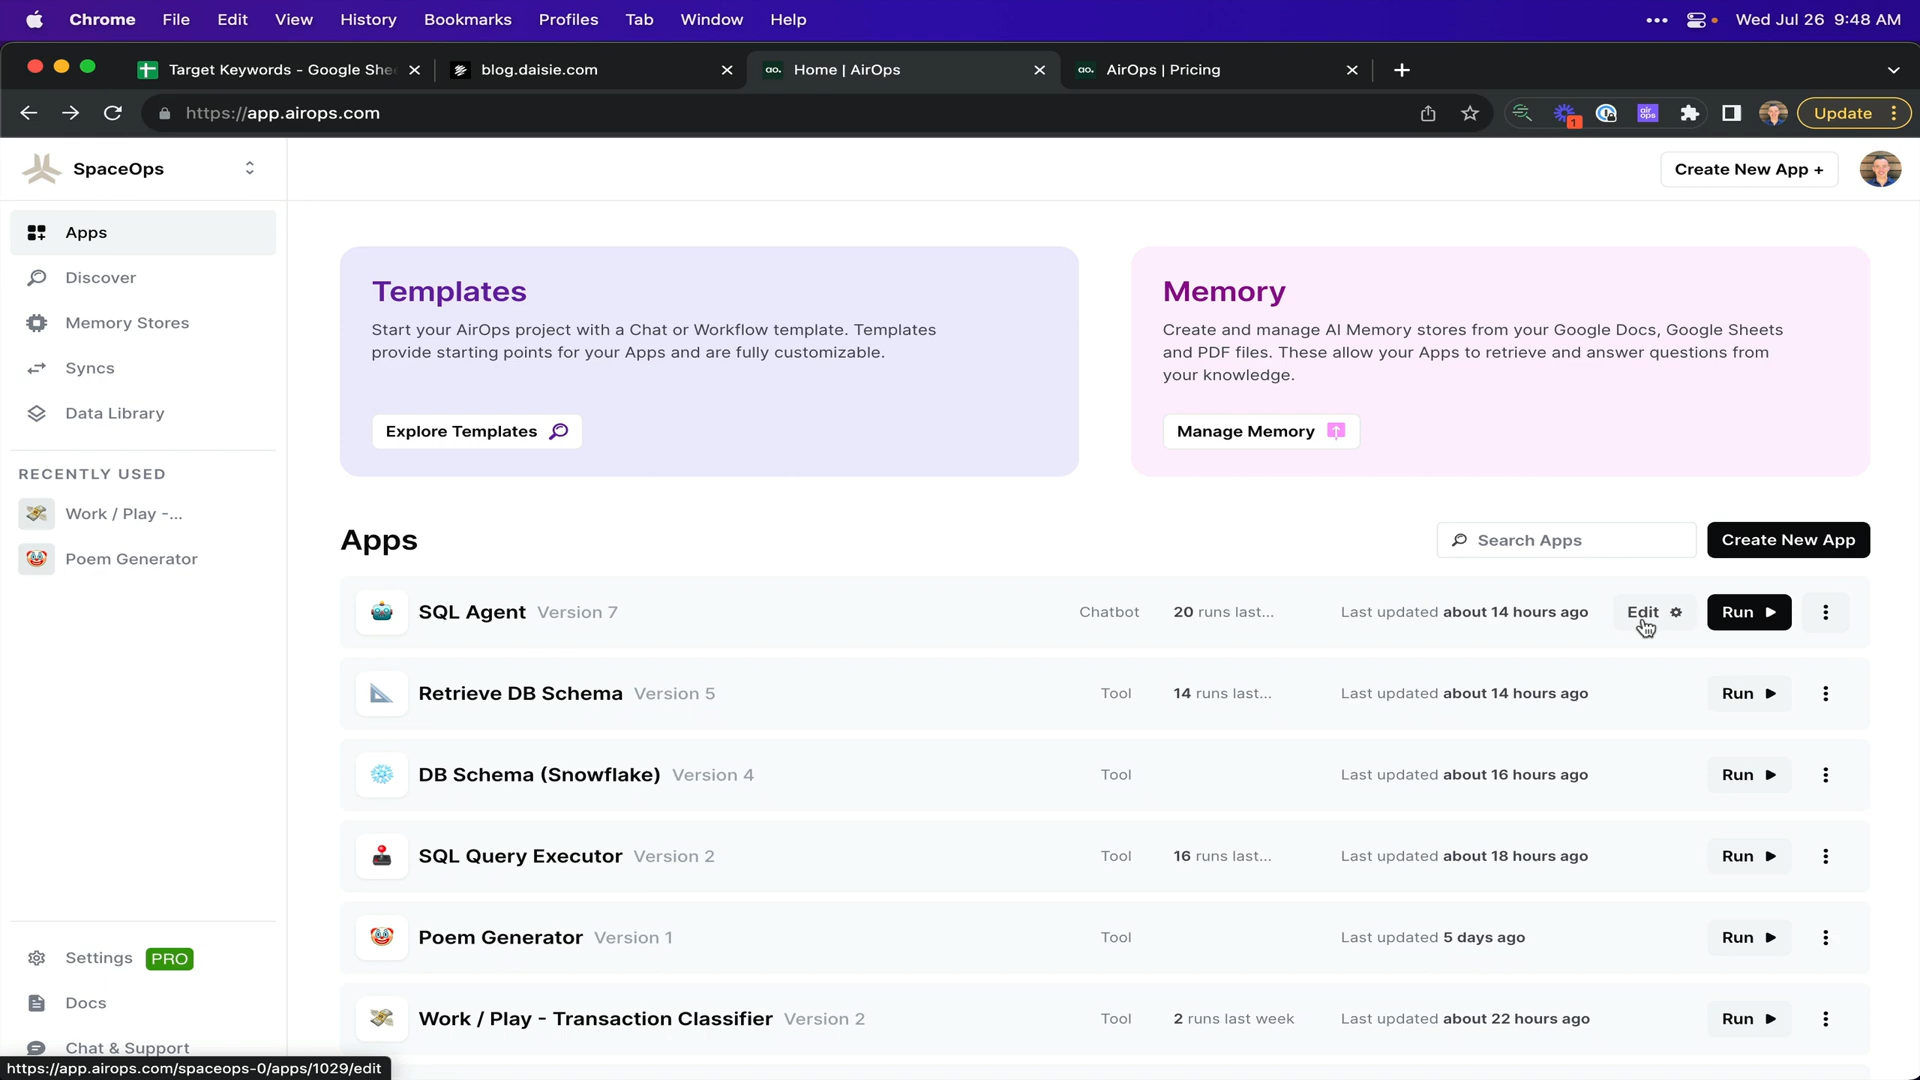 Chrome File Edit View History Bookmarks Profiles Tab Window Help
Wed Jul 26 9:48 AM
Target Keywords - Google She
blog.daisie.com
ao. Home | AirOps
ao. AirOps | Pricing
https://app.airops.com
1
air ops
Update
SpaceOps
Create New App +
Apps
Discover
Memory Stores
Syncs
Data Library
RECENTLY USED
Work / Play -...
Poem Generator
Settings PRO
Docs
Chat & Support
https://app.airops.com/spaceops-0/apps/1029/edit
Templates
Start your AirOps project with a Chat or Workflow template. Templates
provide starting points for your Apps and are fully customizable.
Explore Templates
Memory
Create and manage AI Memory stores from your Google Docs, Google Sheets
and PDF files. These allow your Apps to retrieve and answer questions from
your knowledge.
Manage Memory
Apps
Search Apps
Create New App
SQL Agent Version 7 Chatbot 20 runs last... Last updated about 14 hours ago Edit Run
Retrieve DB Schema Version 5 Tool 14 runs last... Last updated about 14 hours ago Run
DB Schema (Snowflake) Version 4 Tool Last updated about 16 hours ago Run
SQL Query Executor Version 2 Tool 16 runs last... Last updated about 18 hours ago Run
Poem Generator Version 1 Tool Last updated 5 days ago Run
Work / Play - Transaction Classifier Version 2 Tool 2 runs last week Last updated about 22 hours ago Run